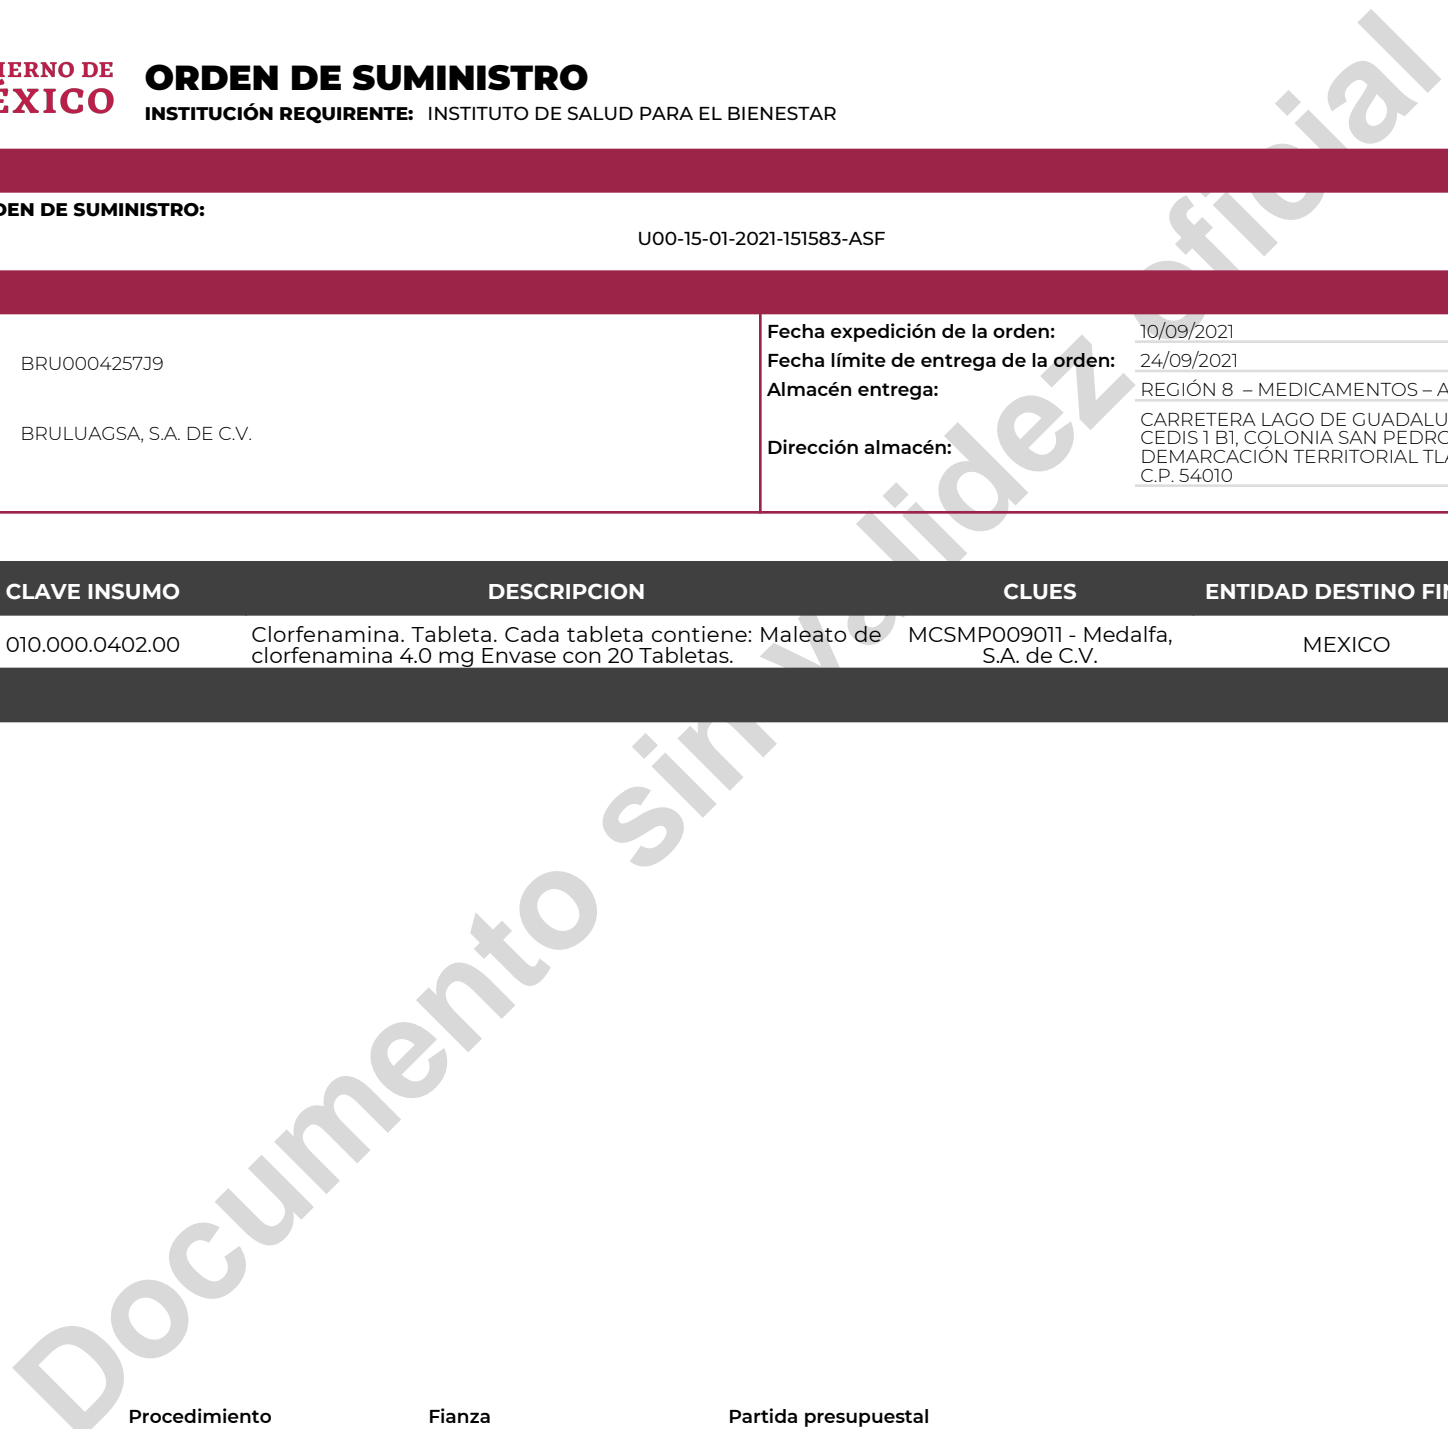 IERNO DE
ÉXICO
ORDEN DE SUMINISTRO
INSTITUCIÓN REQUIRENTE: INSTITUTO DE SALUD PARA EL BIENESTAR
DEN DE SUMINISTRO:
U00-15-01-2021-151583-ASF
BRU0004257J9
BRULUAGSA, S.A. DE C.V.
Fecha expedición de la orden: 10/09/2021
Fecha límite de entrega de la orden: 24/09/2021
Almacén entrega: REGIÓN 8 – MEDICAMENTOS – A
Dirección almacén:
CARRETERA LAGO DE GUADALU
CEDIS 1 B1, COLONIA SAN PEDRO
DEMARCACIÓN TERRITORIAL TLA
C.P. 54010
CLAVE INSUMO DESCRIPCION CLUES ENTIDAD DESTINO FIN
010.000.0402.00
Clorfenamina. Tableta. Cada tableta contiene: Maleato de
clorfenamina 4.0 mg Envase con 20 Tabletas.
MCSMP009011 - Medalfa,
S.A. de C.V.
MEXICO
Documento sin validez oficial
Procedimiento Fianza Partida presupuestal